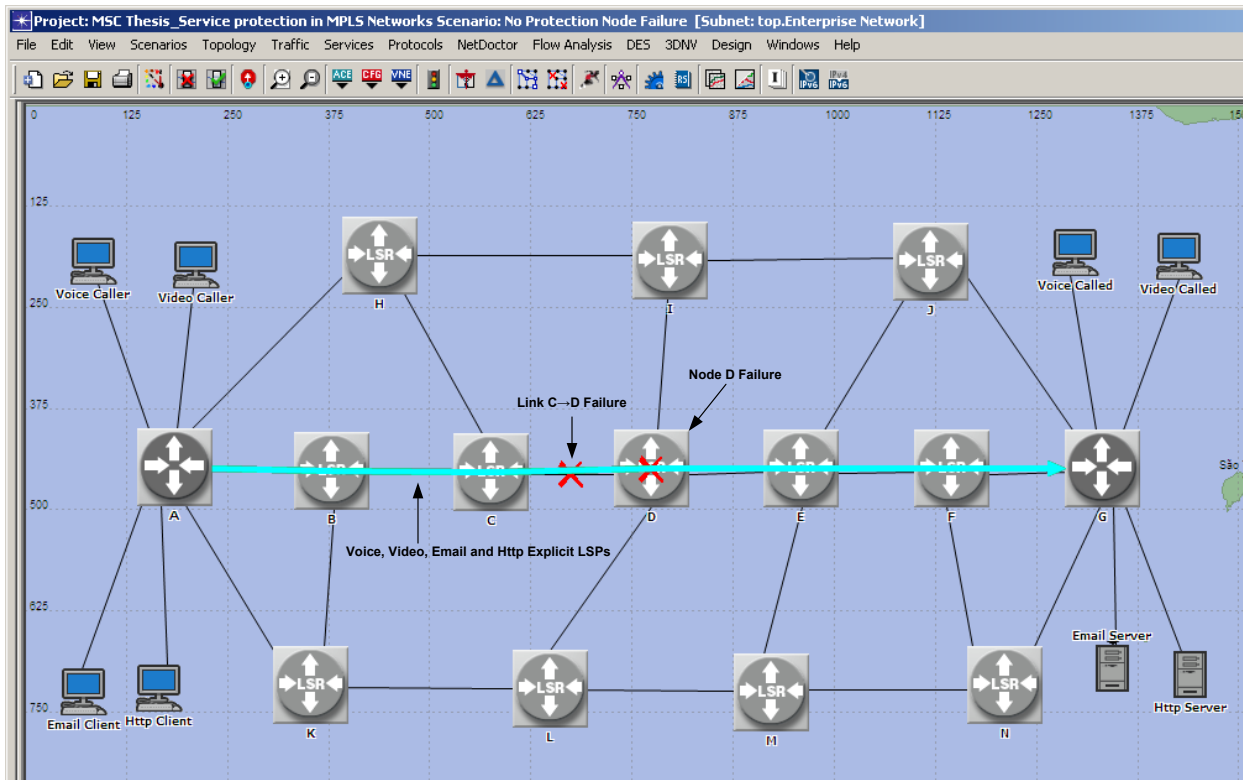 Project: MSC Thesis_Service protection in MPLS Networks Scenario: No Protection Node Failure [Subnet: top.Enterprise Network]
File Edit View Scenarios Topology Traffic Services Protocols NetDoctor Flow Analysis DES 3DNV Design Windows Help
ACE CFG VNE RS IPv6 IPv4 IPv6
0 125 250 375 500 625 750 875 1000 1125 1250 1375
125
LSR LSR LSR
Voice Caller Video Caller Voice Called Video Called
H I J
250
Node D Failure
Link C→D Failure
375
LSR LSR LSR LSR
São
A B C D E F G
500
Voice, Video, Email and Http Explicit LSPs
625
Email Server
LSR LSR LSR LSR
Email Client Http Client Http Server
750
K L M N